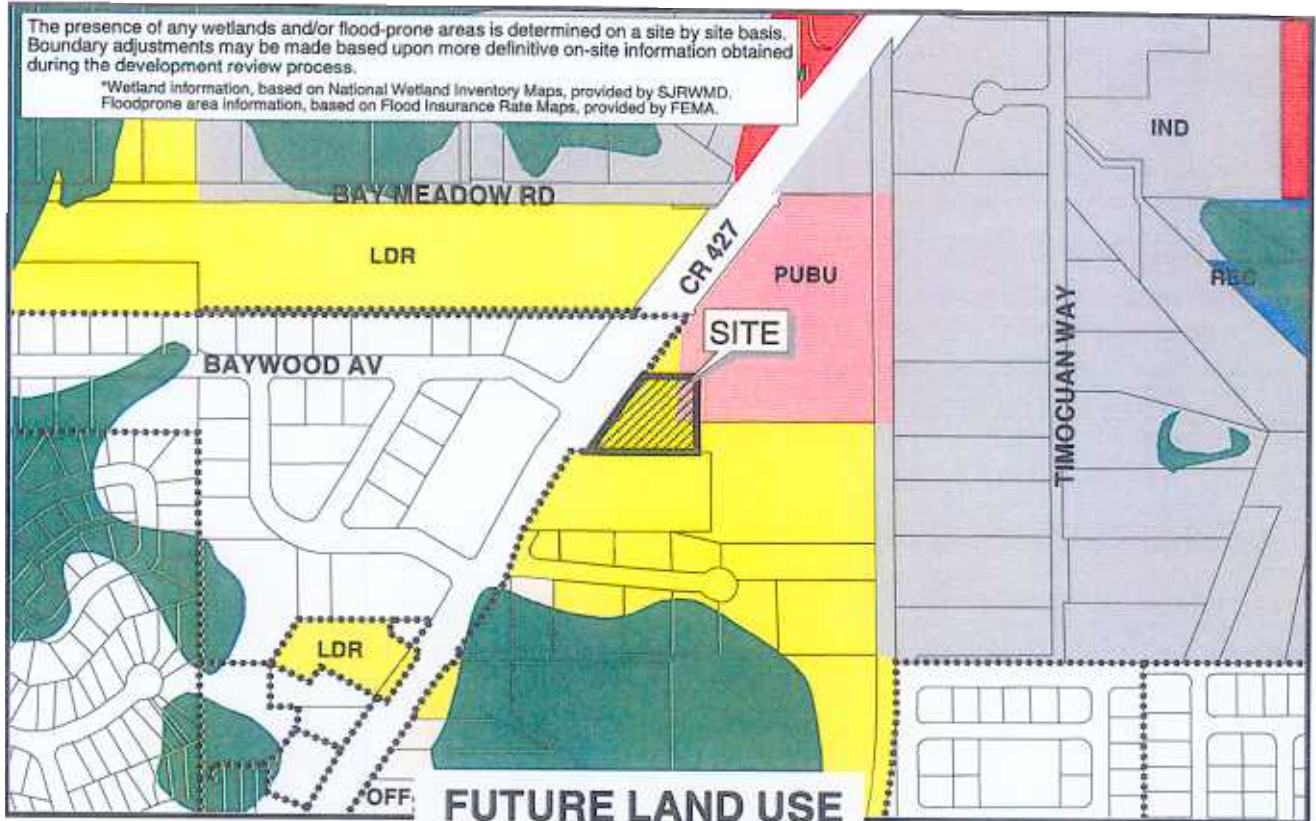 The presence of any wetlands and/or flood-prone areas is determined on a site by site basis.
Boundary adjustments may be made based upon more definitive on-site information obtained
during the development review process.
*Wetland information, based on National Wetland Inventory Maps, provided by SJRWMD.
Floodprone area information, based on Flood Insurance Rate Maps, provided by FEMA.
IND
BAY MEADOW RD
LDR
CR 427
PUBU
REC
SITE
BAYWOOD AV
TIMOCUAN WAY
LDR
OFF
FUTURE LAND USE